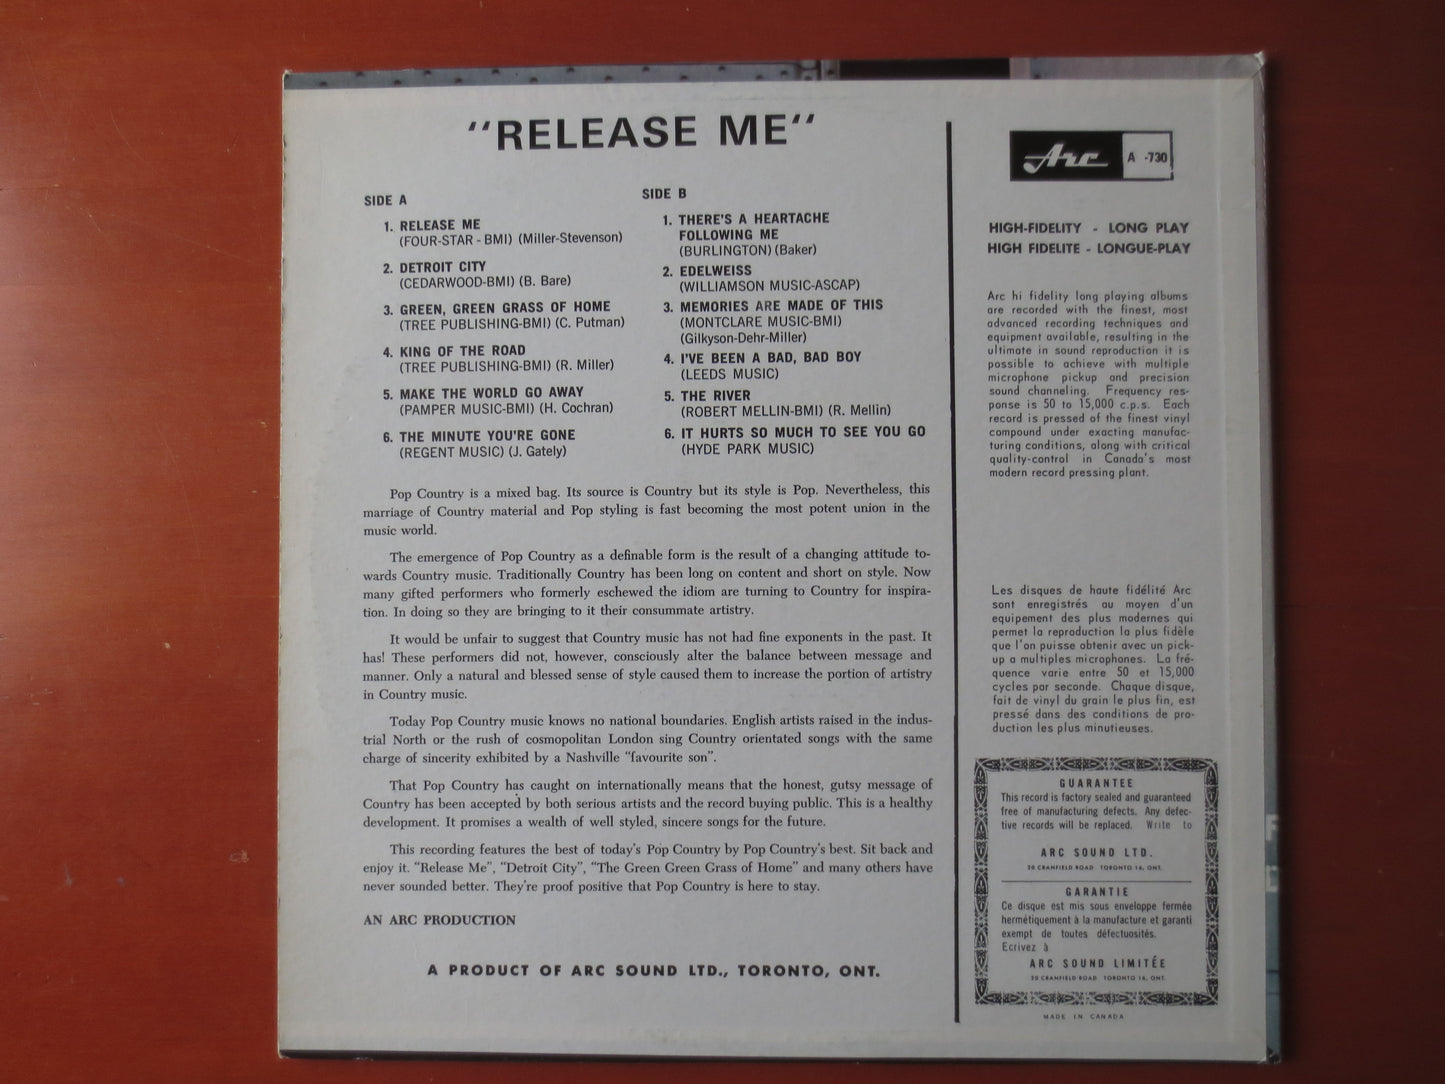 "RELEASE ME"
SIDE A
1. RELEASE ME
(FOUR-STAR - BMI) (Miller-Stevenson)
2. DETROIT CITY
(CEDARWOOD-BMI) (B. Bare)
3. GREEN, GREEN GRASS OF HOME
(TREE PUBLISHING-BMI) (C. Putman)
4. KING OF THE ROAD
(TREE PUBLISHING-BMI) (R. Miller)
5. MAKE THE WORLD GO AWAY
(PAMPER MUSIC-BMI) (H. Cochran)
6. THE MINUTE YOU'RE GONE
(REGENT MUSIC) (J. Gately)
SIDE B
1. THERE'S A HEARTACHE
FOLLOWING ME
(BURLINGTON) (Baker)
2. EDELWEISS
(WILLIAMSON MUSIC-ASCAP)
3. MEMORIES ARE MADE OF THIS
(MONTCLARE MUSIC-BMI)
(Gilkyson-Dehr-Miller)
4. I'VE BEEN A BAD, BAD BOY
(LEEDS MUSIC)
5. THE RIVER
(ROBERT MELLIN-BMI) (R. Mellin)
6. IT HURTS SO MUCH TO SEE YOU GO
(HYDE PARK MUSIC)
Pop Country is a mixed bag. Its source is Country but its style is Pop. Nevertheless, this
marriage of Country material and Pop styling is fast becoming the most potent union in the
music world.
The emergence of Pop Country as a definable form is the result of a changing attitude to-
wards Country music. Traditionally Country has been long on content and short on style. Now
many gifted performers who formerly eschewed the idiom are turning to Country for inspira-
tion. In doing so they are bringing to it their consummate artistry.
It would be unfair to suggest that Country music has not had fine exponents in the past. It
has! These performers did not, however, consciously alter the balance between message and
manner. Only a natural and blessed sense of style caused them to increase the portion of artistry
in Country music.
Today Pop Country music knows no national boundaries. English artists raised in the indus-
trial North or the rush of cosmopolitan London sing Country orientated songs with the same
charge of sincerity exhibited by a Nashville "favourite son".
That Pop Country has caught on internationally means that the honest, gutsy message of
Country has been accepted by both serious artists and the record buying public. This is a healthy
development. It promises a wealth of well styled, sincere songs for the future.
This recording features the best of today's Pop Country by Pop Country's best. Sit back and
enjoy it. "Release Me", "Detroit City", "The Green Green Grass of Home" and many others have
never sounded better. They're proof positive that Pop Country is here to stay.
AN ARC PRODUCTION
A PRODUCT OF ARC SOUND LTD., TORONTO, ONT.
Arc A -730
HIGH-FIDELITY - LONG PLAY
HIGH FIDELITE - LONGUE-PLAY
Arc hi fidelity long playing albums
are recorded with the finest, most
advanced recording techniques and
equipment available, resulting in the
ultimate in sound reproduction it is
possible to achieve with multiple
microphone pickup and precision
sound channeling. Frequency res-
ponse is 50 to 15,000 c.p.s. Each
record is pressed of the finest vinyl
compound under exacting manufac-
turing conditions, along with critical
quality-control in Canada's most
modern record pressing plant.
Les disques de haute fidélité Arc
sont enregistrés au moyen d'un
equipement des plus modernes qui
permet la reproduction la plus fidèle
que l'on puisse obtenir avec un pick-
up a multiples microphones. La fré-
quence varie entre 50 et 15,000
cycles par seconde. Chaque disque,
fait de vinyl du grain le plus fin, est
pressé dans des conditions de pro-
duction les plus minutieuses.
GUARANTEE
This record is factory sealed and guaranteed
free of manufacturing defects. Any defec-
tive records will be replaced. Write to
ARC SOUND LTD.
20 CRANFIELD ROAD TORONTO 16, ONT.
GARANTIE
Ce disque est mis sous enveloppe fermée
hermétiquement à la manufacture et garanti
exempt de toutes défectuosités.
Ecrivez à
ARC SOUND LIMITÉE
20 CRANFIELD ROAD TORONTO 16, ONT.
MADE IN CANADA